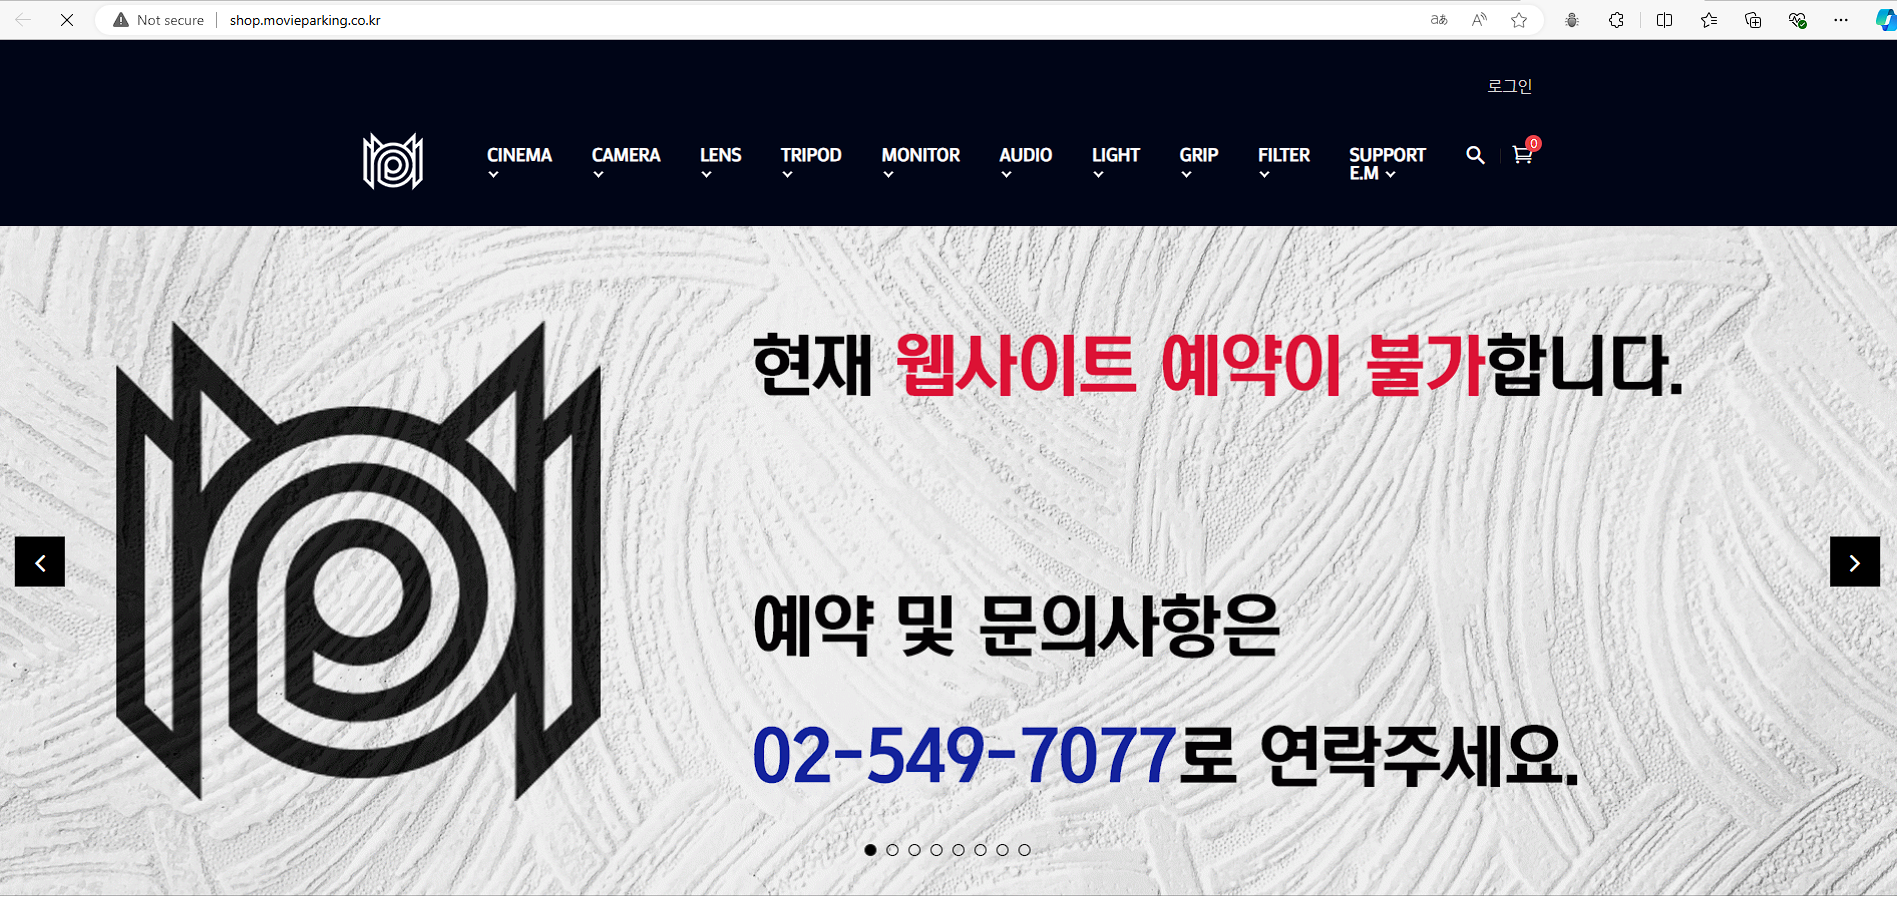 Not secure
shop.movieparking.co.kr
로그인
CINEMA
CAMERA
LENS
TRIPOD
MONITOR
AUDIO
LIGHT
GRIP
FILTER
SUPPORT
E.M
0
현재 웹사이트 예약이 불가합니다.
예약 및 문의사항은
02-549-7077로 연락주세요.